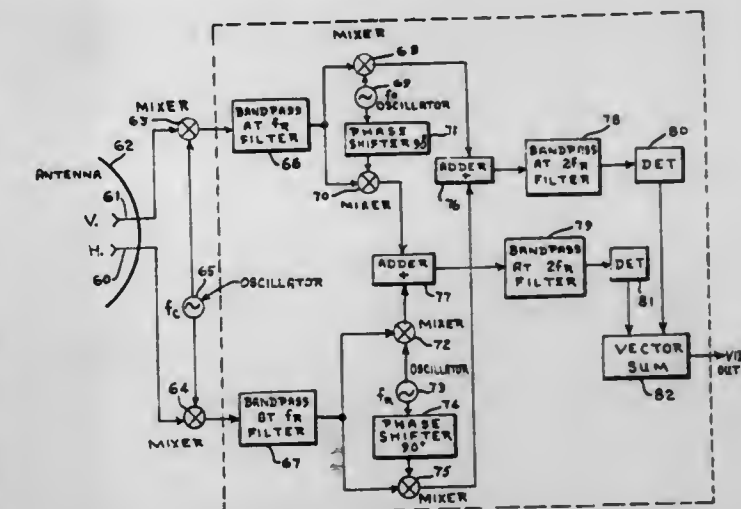 MIXER
68
69
fR
OSCILLATOR
PHASE
SHIFTER 90°
71
70
MIXER
MIXER
63
62
ANTENNA
61
V.
H.
60
BANDPASS
AT fR
FILTER
66
65
OSCILLATOR
fC
64
MIXER
BANDPASS
AT fR
FILTER
67
ADDER
+
76
78
BANDPASS
AT 2fR
FILTER
80
DET
79
BANDPASS
AT 2fR
FILTER
DET
81
ADDER
+
77
MIXER
72
OSCILLATOR
fR
73
74
PHASE
SHIFTER
90°
75
MIXER
VECTOR
SUM
82
OUT